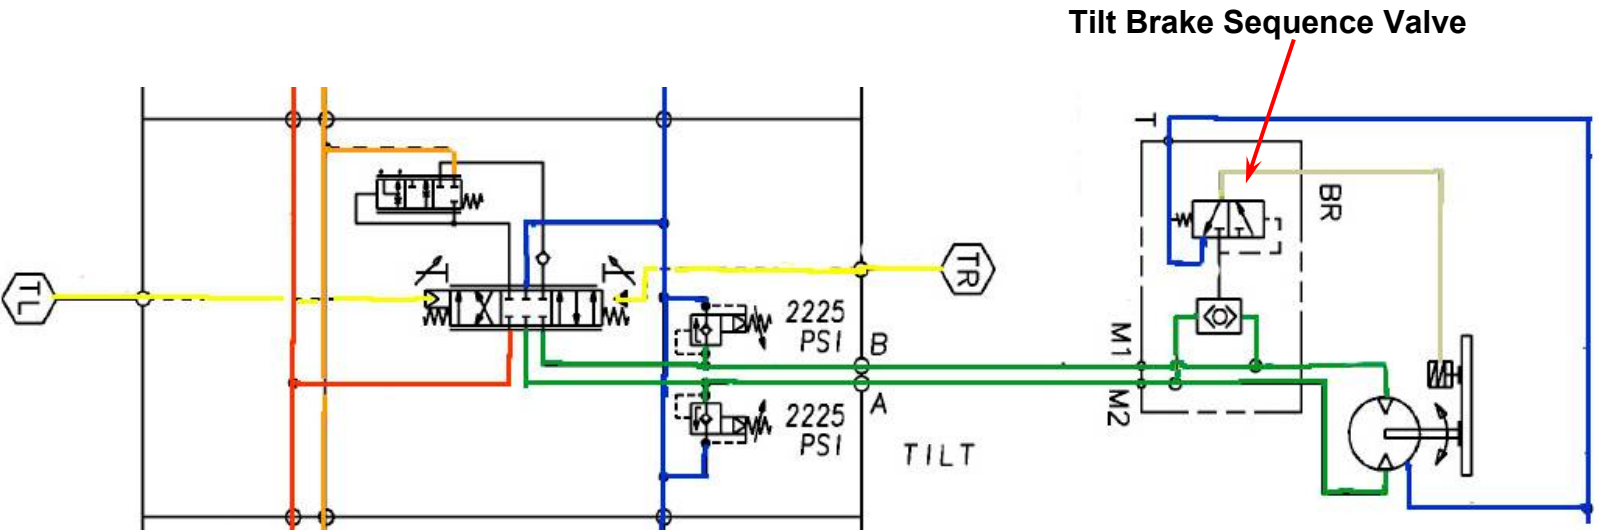 Tilt Brake Sequence Valve
T
BR
TL
TR
2225
PSI
B
M1
A
M2
2225
PSI
TILT